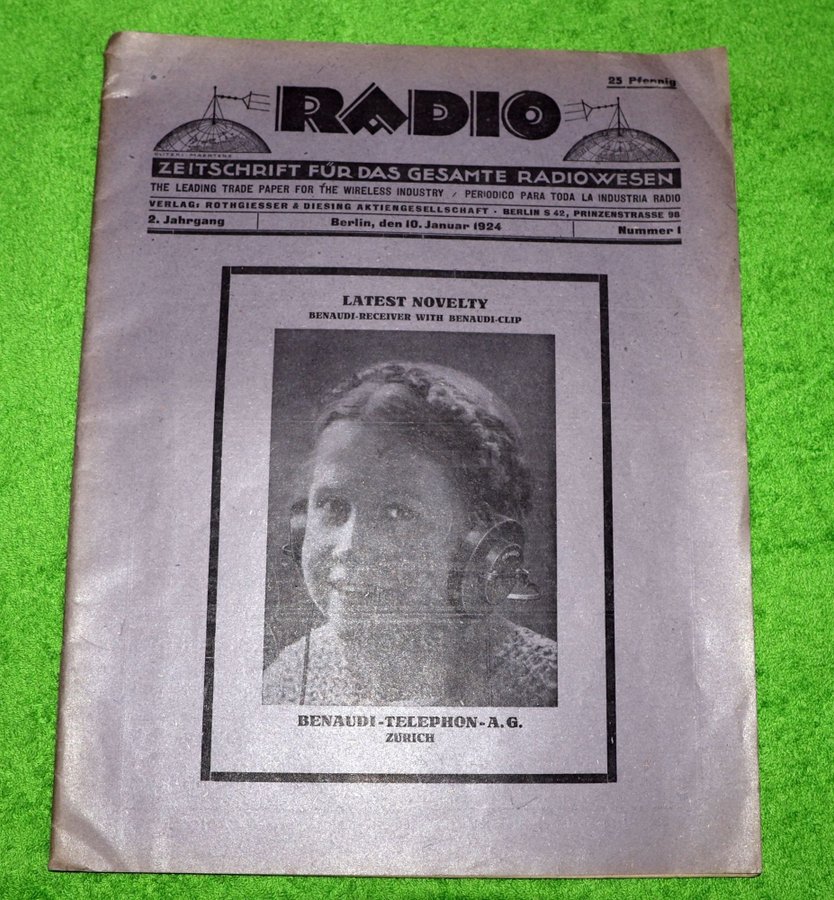 25 Pfennig
RADIO
ZEITSCHRIFT FÜR DAS GESAMTE RADIOWESEN
THE LEADING TRADE PAPER FOR THE WIRELESS INDUSTRY / PERIODICO PARA TODA LA INDUSTRIA RADIO
VERLAG: ROTHGIESSER & DIESING AKTIENGESELLSCHAFT · BERLIN S 42, PRINZENSTRASSE 98
2. Jahrgang Berlin, den 10. Januar 1924 Nummer 1
LATEST NOVELTY
BENAUDI-RECEIVER WITH BENAUDI-CLIP
BENAUDI-TELEPHON-A.G.
ZURICH